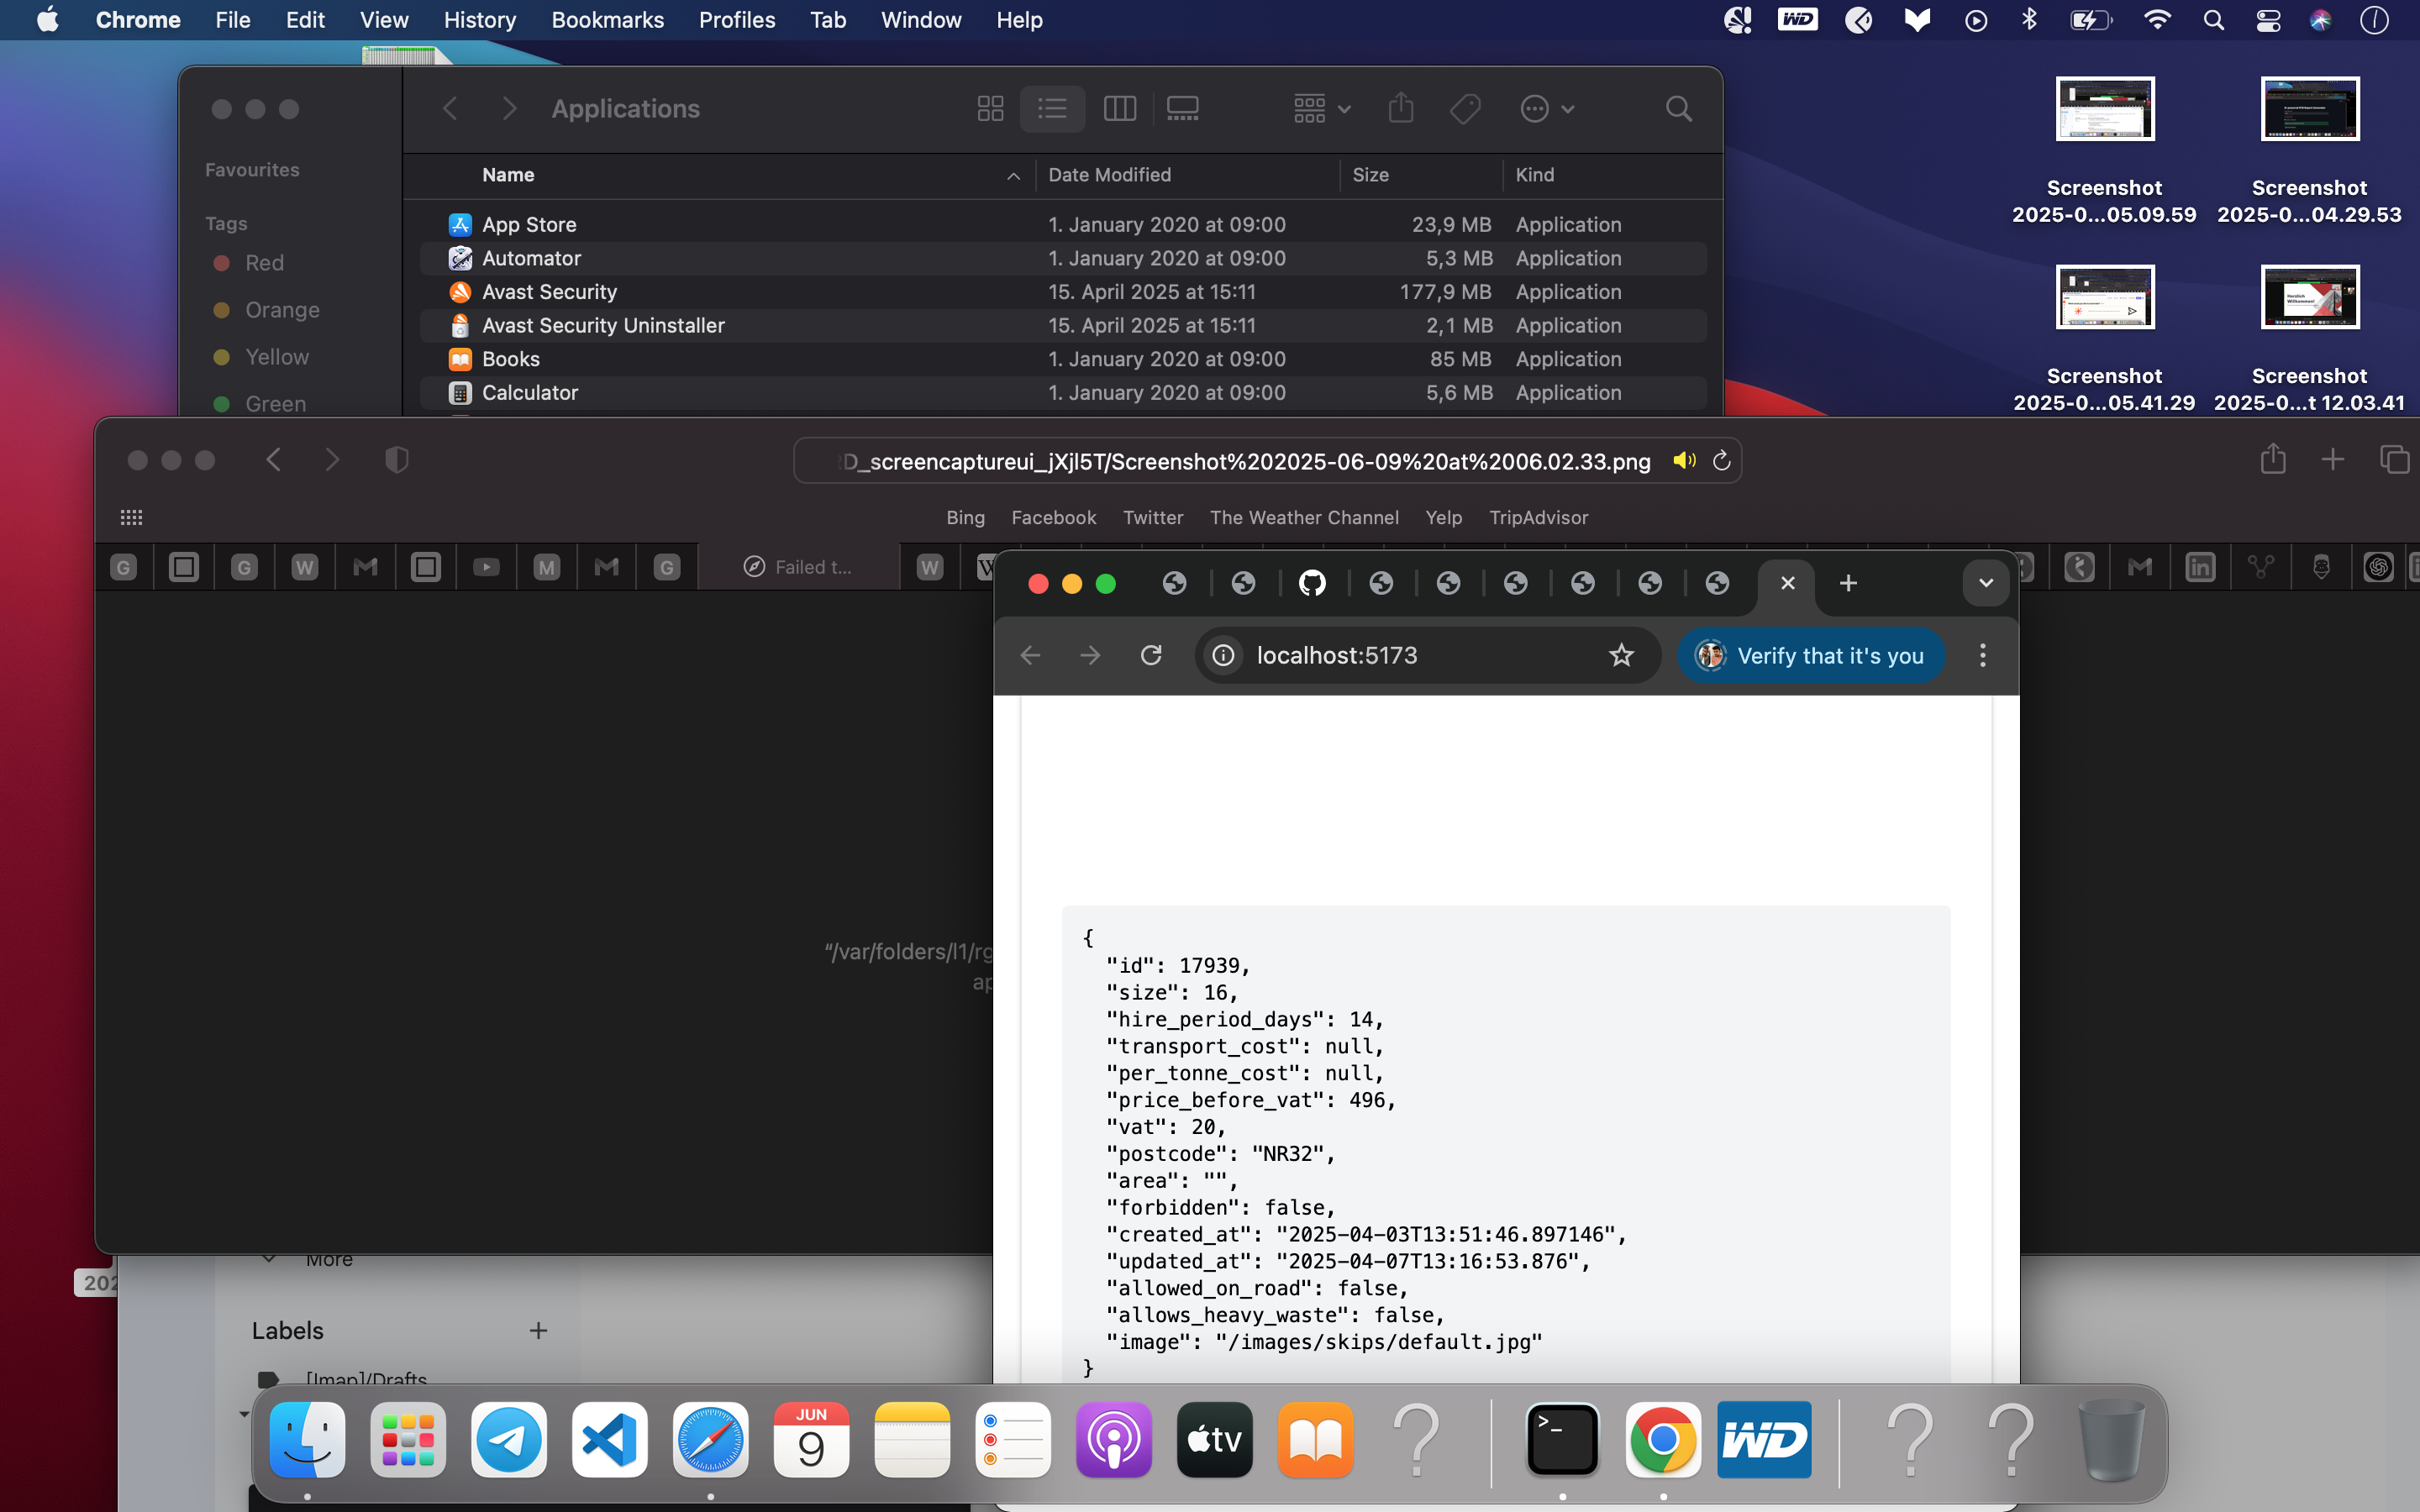 Chrome File Edit View History Bookmarks Profiles Tab Window Help
WD
Applications
Favourites
Tags
Red
Orange
Yellow
Green
Name Date Modified Size Kind
App Store 1. January 2020 at 09:00 23,9 MB Application
Automator 1. January 2020 at 09:00 5,3 MB Application
Avast Security 15. April 2025 at 15:11 177,9 MB Application
Avast Security Uninstaller 15. April 2025 at 15:11 2,1 MB Application
Books 1. January 2020 at 09:00 85 MB Application
Calculator 1. January 2020 at 09:00 5,6 MB Application
Screenshot
2025-0...05.09.59
Screenshot
2025-0...04.29.53
Screenshot
2025-0...05.41.29
Screenshot
2025-0...t 12.03.41
D_screencaptureui_jXjl5T/Screenshot%202025-06-09%20at%2006.02.33.png
Bing Facebook Twitter The Weather Channel Yelp TripAdvisor
G G W M G Failed t... W W
localhost:5173 Verify that it's you
“/var/folders/l1/rg
ap
{
"id": 17939,
"size": 16,
"hire_period_days": 14,
"transport_cost": null,
"per_tonne_cost": null,
"price_before_vat": 496,
"vat": 20,
"postcode": "NR32",
"area": "",
"forbidden": false,
"created_at": "2025-04-03T13:51:46.897146",
"updated_at": "2025-04-07T13:16:53.876",
"allowed_on_road": false,
"allows_heavy_waste": false,
"image": "/images/skips/default.jpg"
}
More
202
Labels +
[Imap]/Drafts
JUN
9
tv
>_
WD